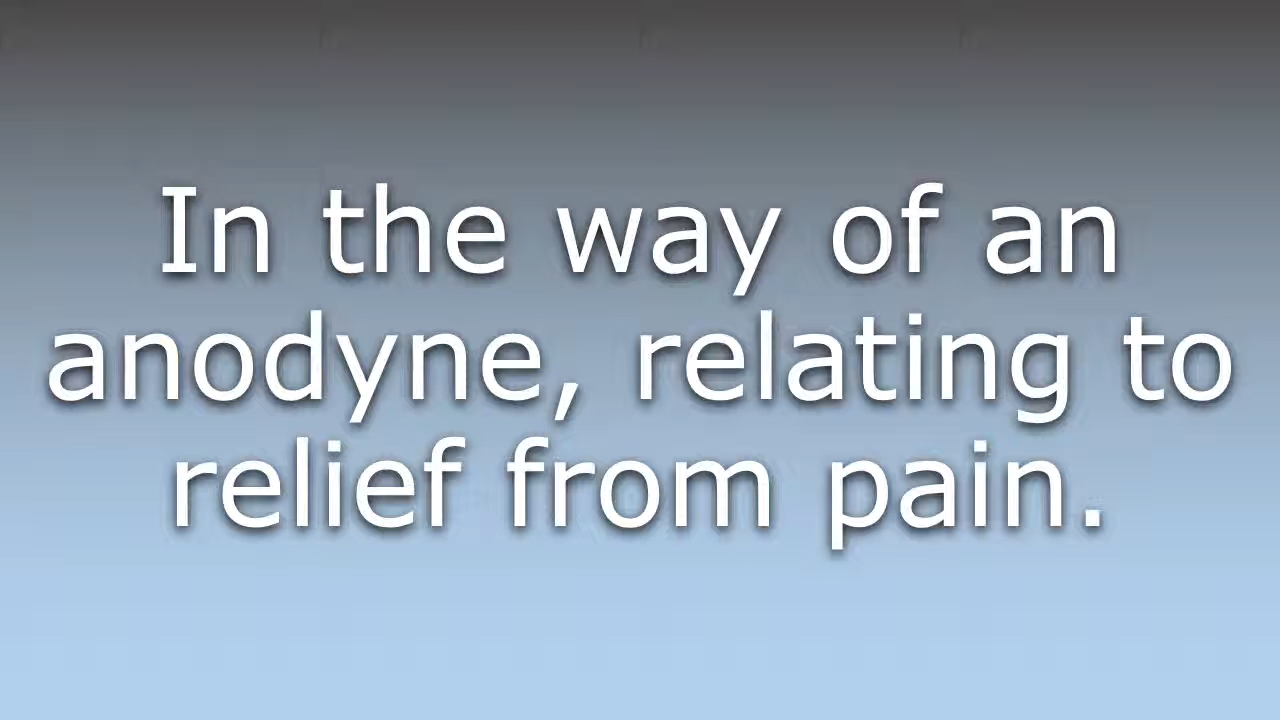 In the way of an
anodyne, relating to
relief from pain.